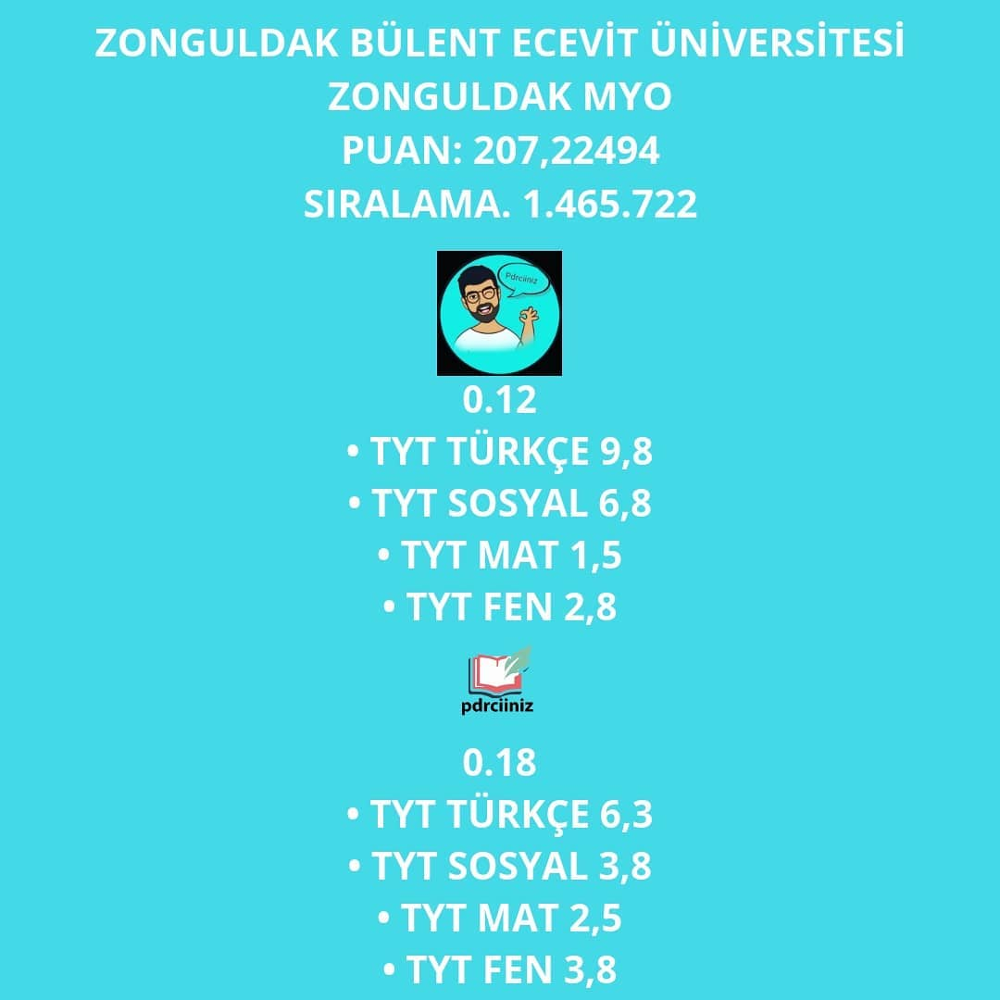 ZONGULDAK BÜLENT ECEVİT ÜNİVERSİTESİ
ZONGULDAK MYO
PUAN: 207,22494
SIRALAMA. 1.465.722
Pdrciiniz
0.12
• TYT TÜRKÇE 9,8
• TYT SOSYAL 6,8
• TYT MAT 1,5
• TYT FEN 2,8
pdrciiniz
0.18
• TYT TÜRKÇE 6,3
• TYT SOSYAL 3,8
• TYT MAT 2,5
• TYT FEN 3,8